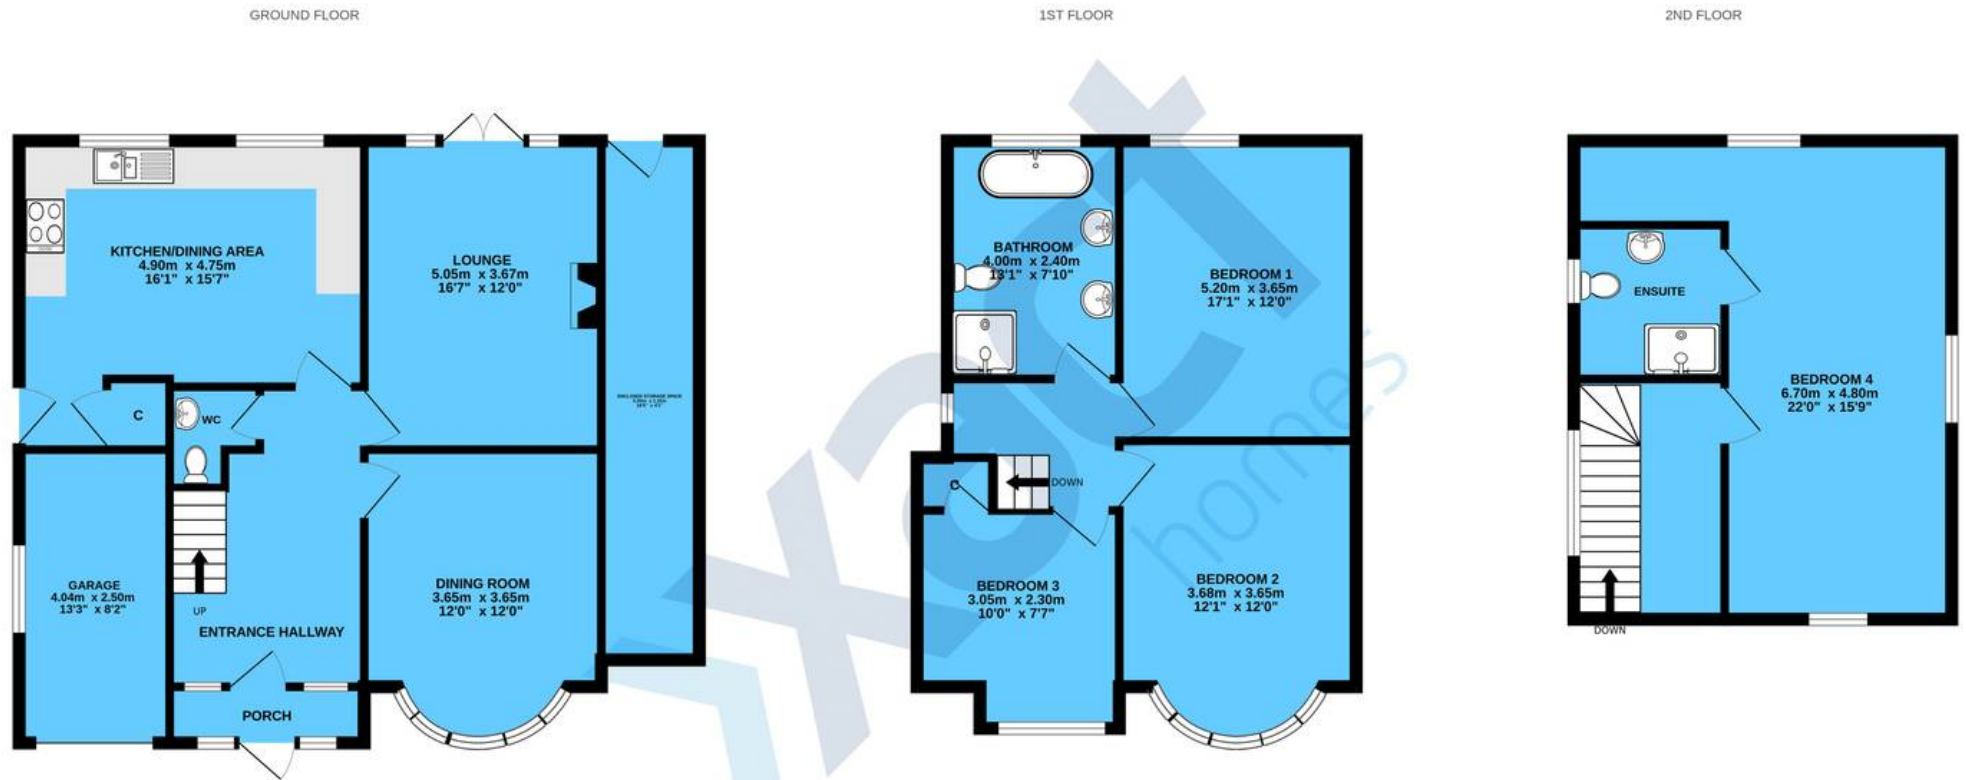 GROUND FLOOR
1ST FLOOR
2ND FLOOR
KITCHEN/DINING AREA
4.90m x 4.75m
16'1" x 15'7"
LOUNGE
5.05m x 3.67m
16'7" x 12'0"
ENCLOSED STORAGE SPACE
C
WC
GARAGE
4.04m x 2.50m
13'3" x 8'2"
UP
ENTRANCE HALLWAY
PORCH
DINING ROOM
3.65m x 3.65m
12'0" x 12'0"
BATHROOM
4.00m x 2.40m
13'1" x 7'10"
BEDROOM 1
5.20m x 3.65m
17'1" x 12'0"
C
DOWN
BEDROOM 3
3.05m x 2.30m
10'0" x 7'7"
BEDROOM 2
3.68m x 3.65m
12'1" x 12'0"
ENSUITE
BEDROOM 4
6.70m x 4.80m
22'0" x 15'9"
DOWN
xact
homes